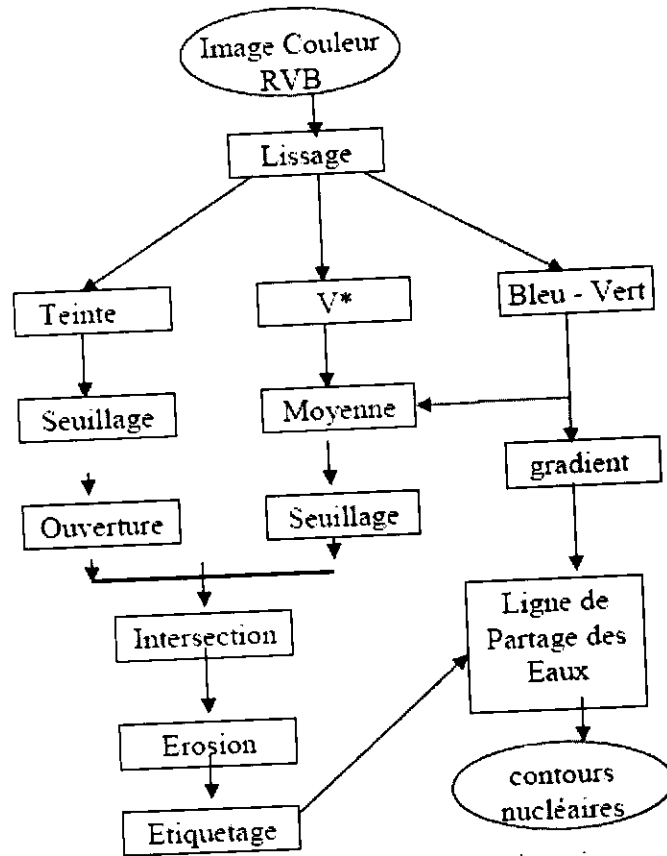 Image Couleur
RVB
Lissage
Teinte
V*
Bleu - Vert
Seuillage
Moyenne
gradient
Ouverture
Seuillage
Ligne de
Partage des
Eaux
Intersection
Erosion
Etiquetage
contours
nucléaires